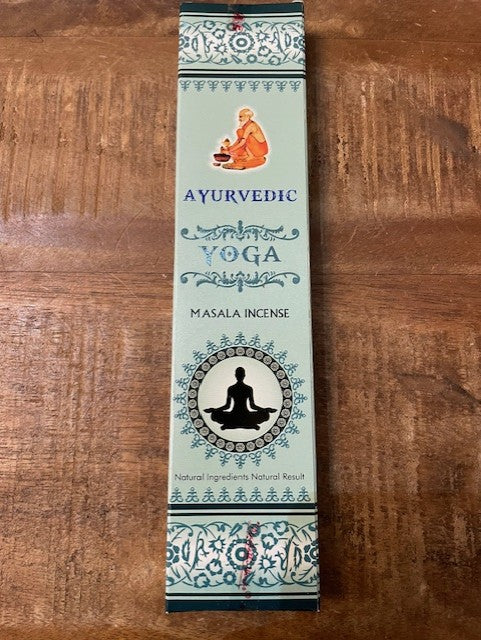 AYURVEDIC
YOGA
MASALA INCENSE
Natural Ingredients Natural Result